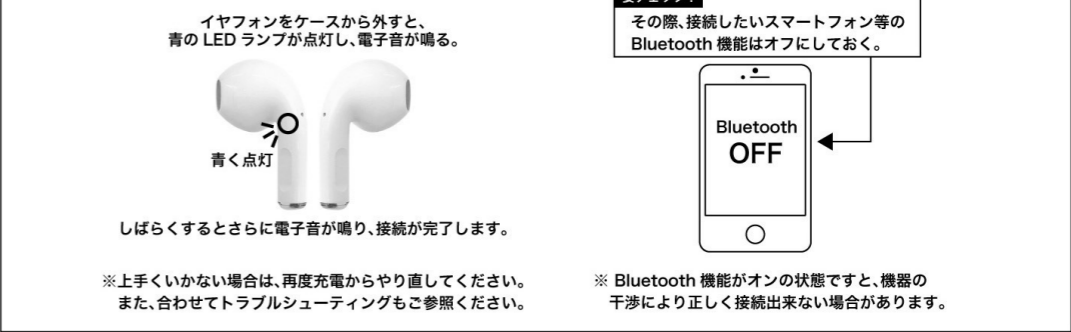 イヤフォンをケースから外すと、
青の LED ランプが点灯し、電子音が鳴る。
青く点灯
しばらくするとさらに電子音が鳴り、接続が完了します。
※上手くいかない場合は、再度充電からやり直してください。
また、合わせてトラブルシューティングもご参照ください。
その際、接続したいスマートフォン等の
Bluetooth 機能はオフにしておく。
Bluetooth
OFF
※ Bluetooth 機能がオンの状態ですと、機器の
干渉により正しく接続出来ない場合があります。